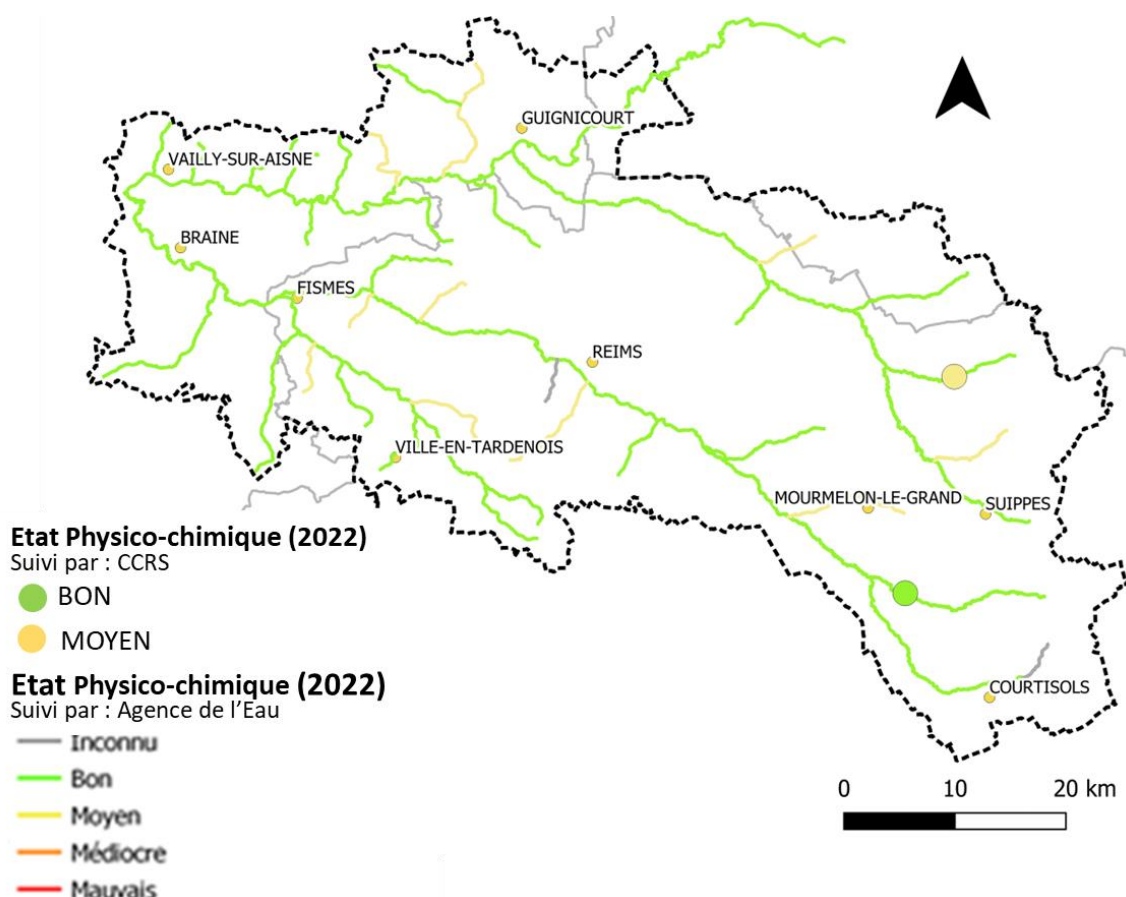 GUIGNICOURT
VAILLY-SUR-AISNE
BRAINE
FISMES
REIMS
VILLE-EN-TARDENOIS
MOURMELON-LE-GRAND
SUIPPES
COURTISOLS
Etat Physico-chimique (2022)
Suivi par : CCRS
BON
MOYEN
Etat Physico-chimique (2022)
Suivi par : Agence de l'Eau
Inconnu
Bon
Moyen
Médiocre
Mauvais
0 10 20 km